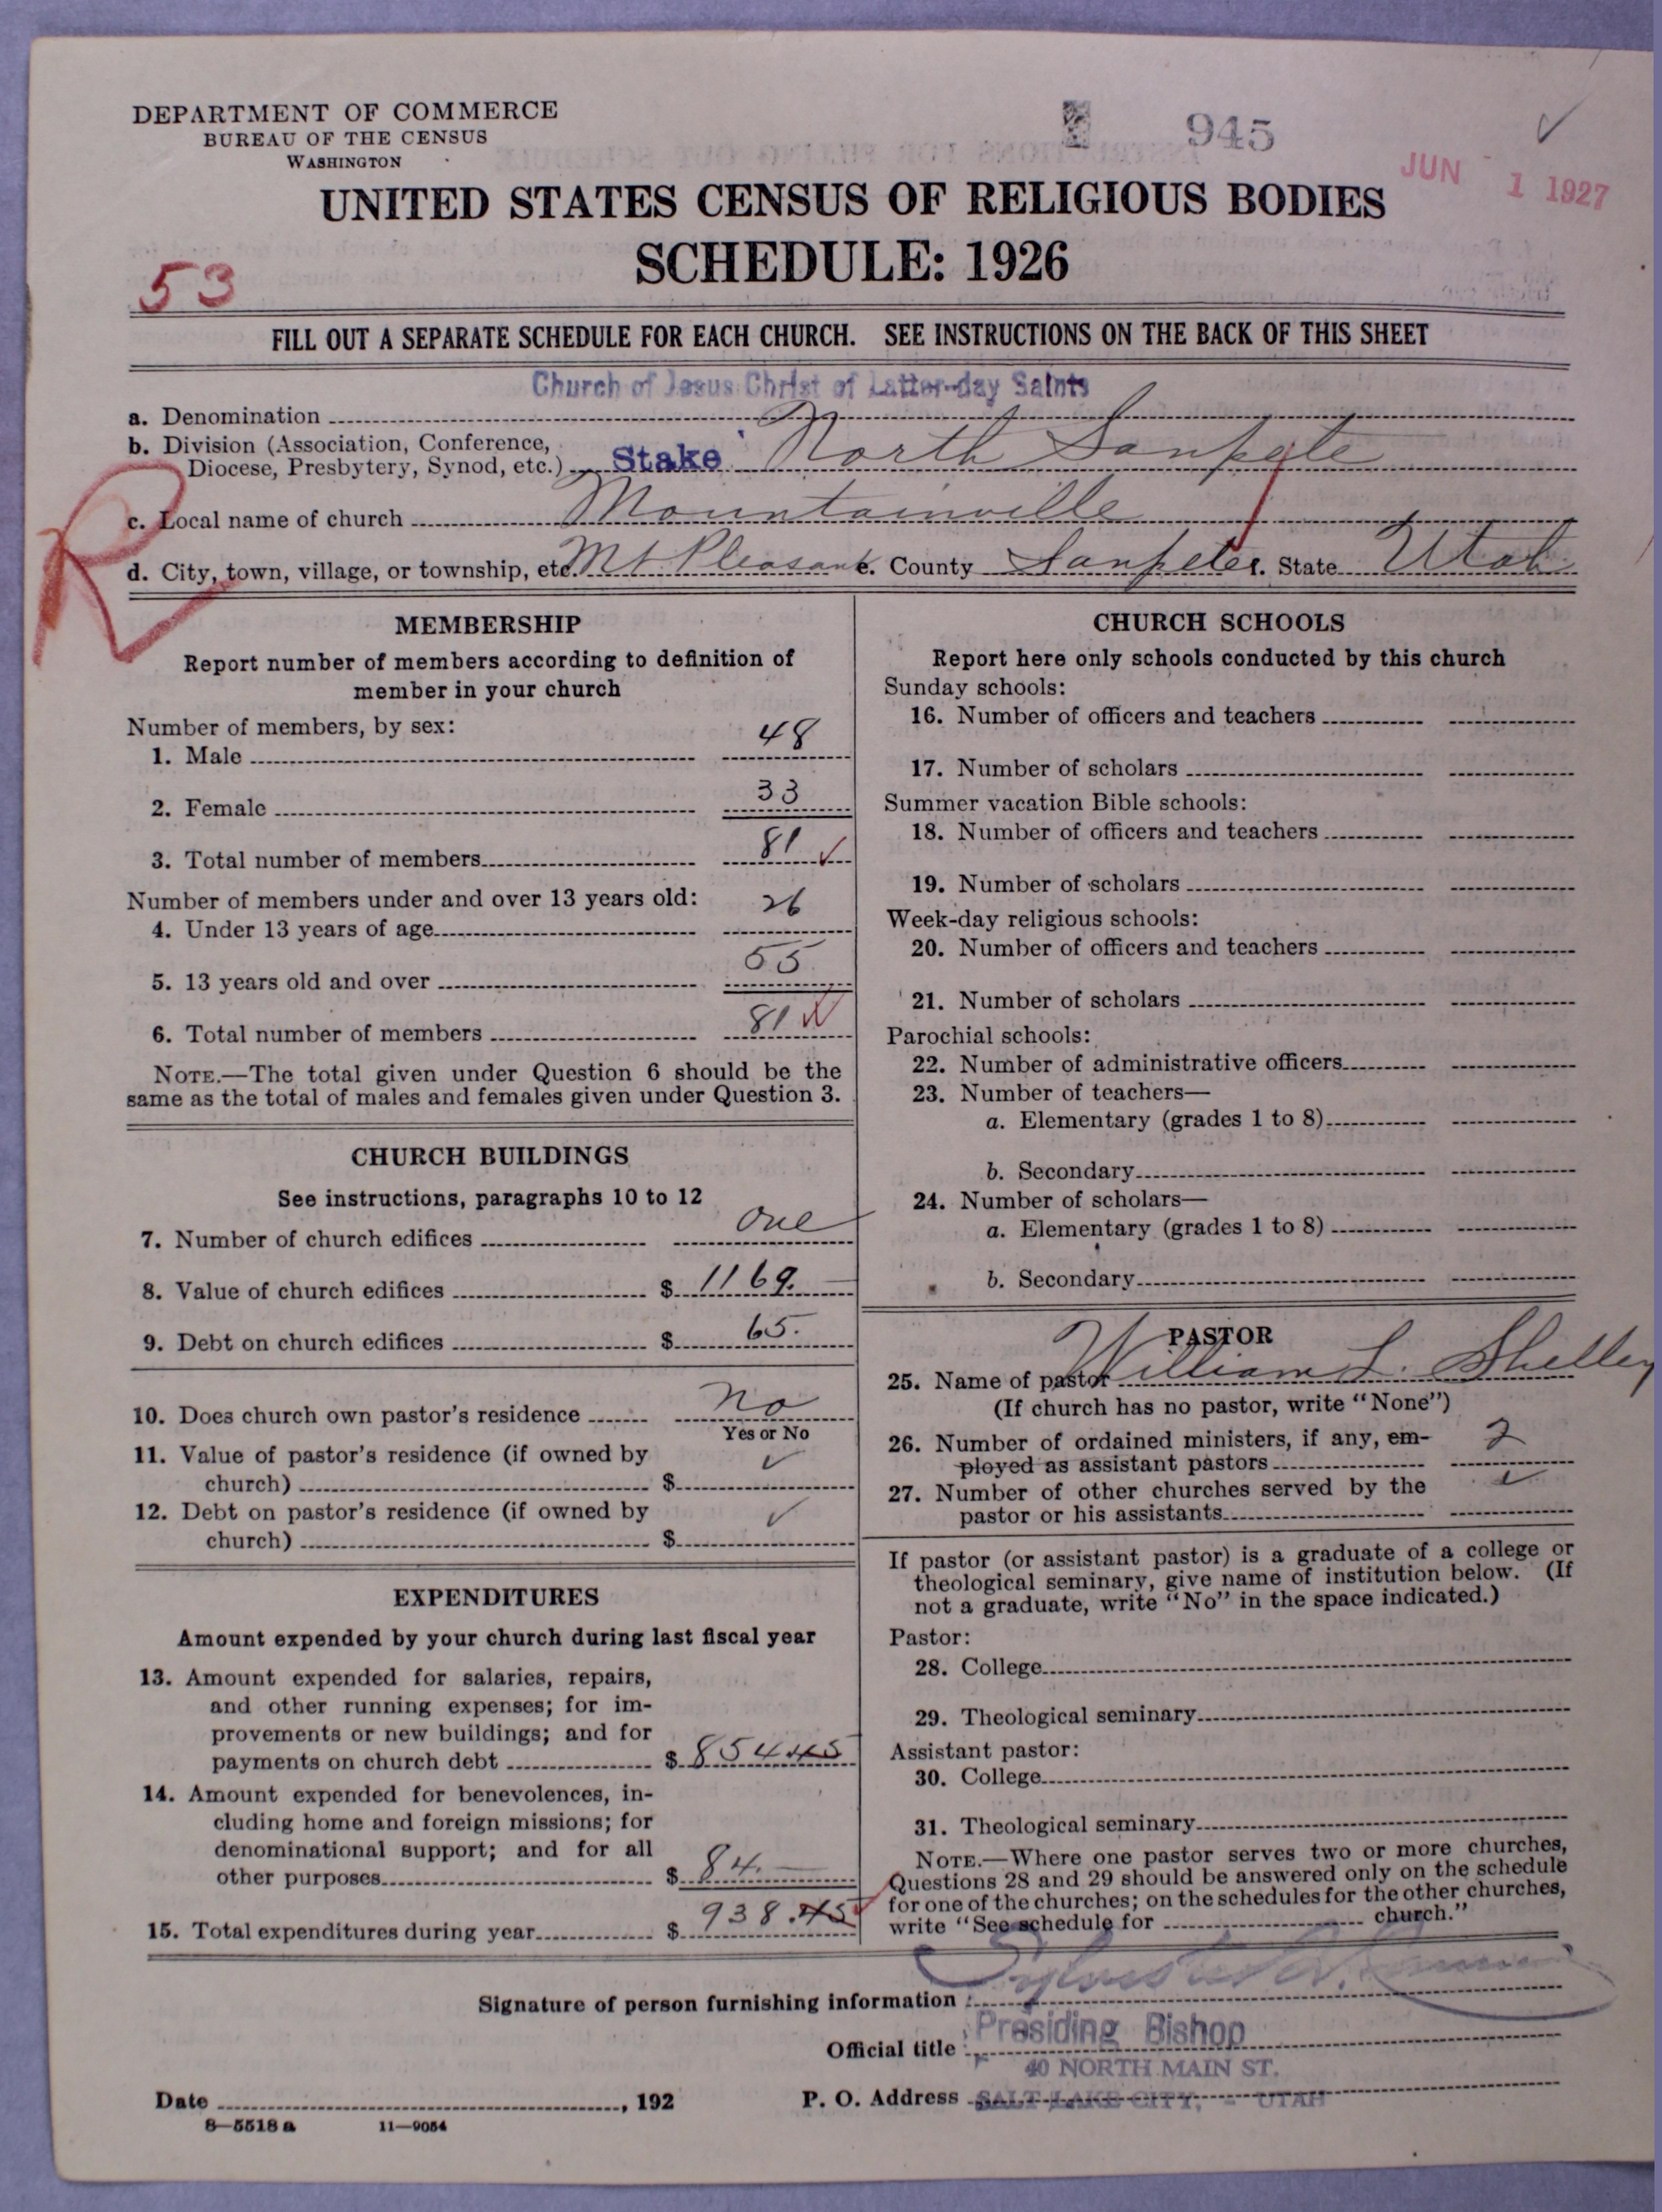 DEPARTMENT OF COMMERCE
BUREAU OF THE CENSUS
WASHINGTON
945
JUN 1 1927
UNITED STATES CENSUS OF RELIGIOUS BODIES
SCHEDULE: 1926
53
FILL OUT A SEPARATE SCHEDULE FOR EACH CHURCH. SEE INSTRUCTIONS ON THE BACK OF THIS SHEET
Church of Jesus Christ of Latter-day Saints
a. Denomination
b. Division (Association, Conference,
Diocese, Presbytery, Synod, etc.) Stake North Sanpete
R
c. Local name of church Mountainville
d. City, town, village, or township, etc. Mt Pleasant e. County Sanpete f. State Utah
MEMBERSHIP
Report number of members according to definition of
member in your church
Number of members, by sex:
1. Male 48
2. Female 33
3. Total number of members 81
Number of members under and over 13 years old:
4. Under 13 years of age 26
5. 13 years old and over 55
6. Total number of members 81
NOTE.—The total given under Question 6 should be the
same as the total of males and females given under Question 3.
CHURCH BUILDINGS
See instructions, paragraphs 10 to 12
7. Number of church edifices one
8. Value of church edifices $ 1169.
9. Debt on church edifices $ 65.
10. Does church own pastor's residence No
Yes or No
11. Value of pastor's residence (if owned by
church) $ ✓
12. Debt on pastor's residence (if owned by
church) $ ✓
EXPENDITURES
Amount expended by your church during last fiscal year
13. Amount expended for salaries, repairs,
and other running expenses; for im-
provements or new buildings; and for
payments on church debt $ 854.45
14. Amount expended for benevolences, in-
cluding home and foreign missions; for
denominational support; and for all
other purposes $ 84.—
15. Total expenditures during year $ 938.45
CHURCH SCHOOLS
Report here only schools conducted by this church
Sunday schools:
16. Number of officers and teachers
17. Number of scholars
Summer vacation Bible schools:
18. Number of officers and teachers
19. Number of scholars
Week-day religious schools:
20. Number of officers and teachers
21. Number of scholars
Parochial schools:
22. Number of administrative officers
23. Number of teachers—
a. Elementary (grades 1 to 8)
b. Secondary
24. Number of scholars—
a. Elementary (grades 1 to 8)
b. Secondary
PASTOR
25. Name of pastor William L. Shelley
(If church has no pastor, write "None")
26. Number of ordained ministers, if any, em-
ployed as assistant pastors 2
27. Number of other churches served by the
pastor or his assistants ✓
If pastor (or assistant pastor) is a graduate of a college or
theological seminary, give name of institution below. (If
not a graduate, write "No" in the space indicated.)
Pastor:
28. College
29. Theological seminary
Assistant pastor:
30. College
31. Theological seminary
NOTE.—Where one pastor serves two or more churches,
Questions 28 and 29 should be answered only on the schedule
for one of the churches; on the schedules for the other churches,
write "See schedule for church."
Signature of person furnishing information
Official title Presiding Bishop
40 NORTH MAIN ST.
Date , 192 P. O. Address SALT LAKE CITY, - UTAH
8—5518 a 11—9054